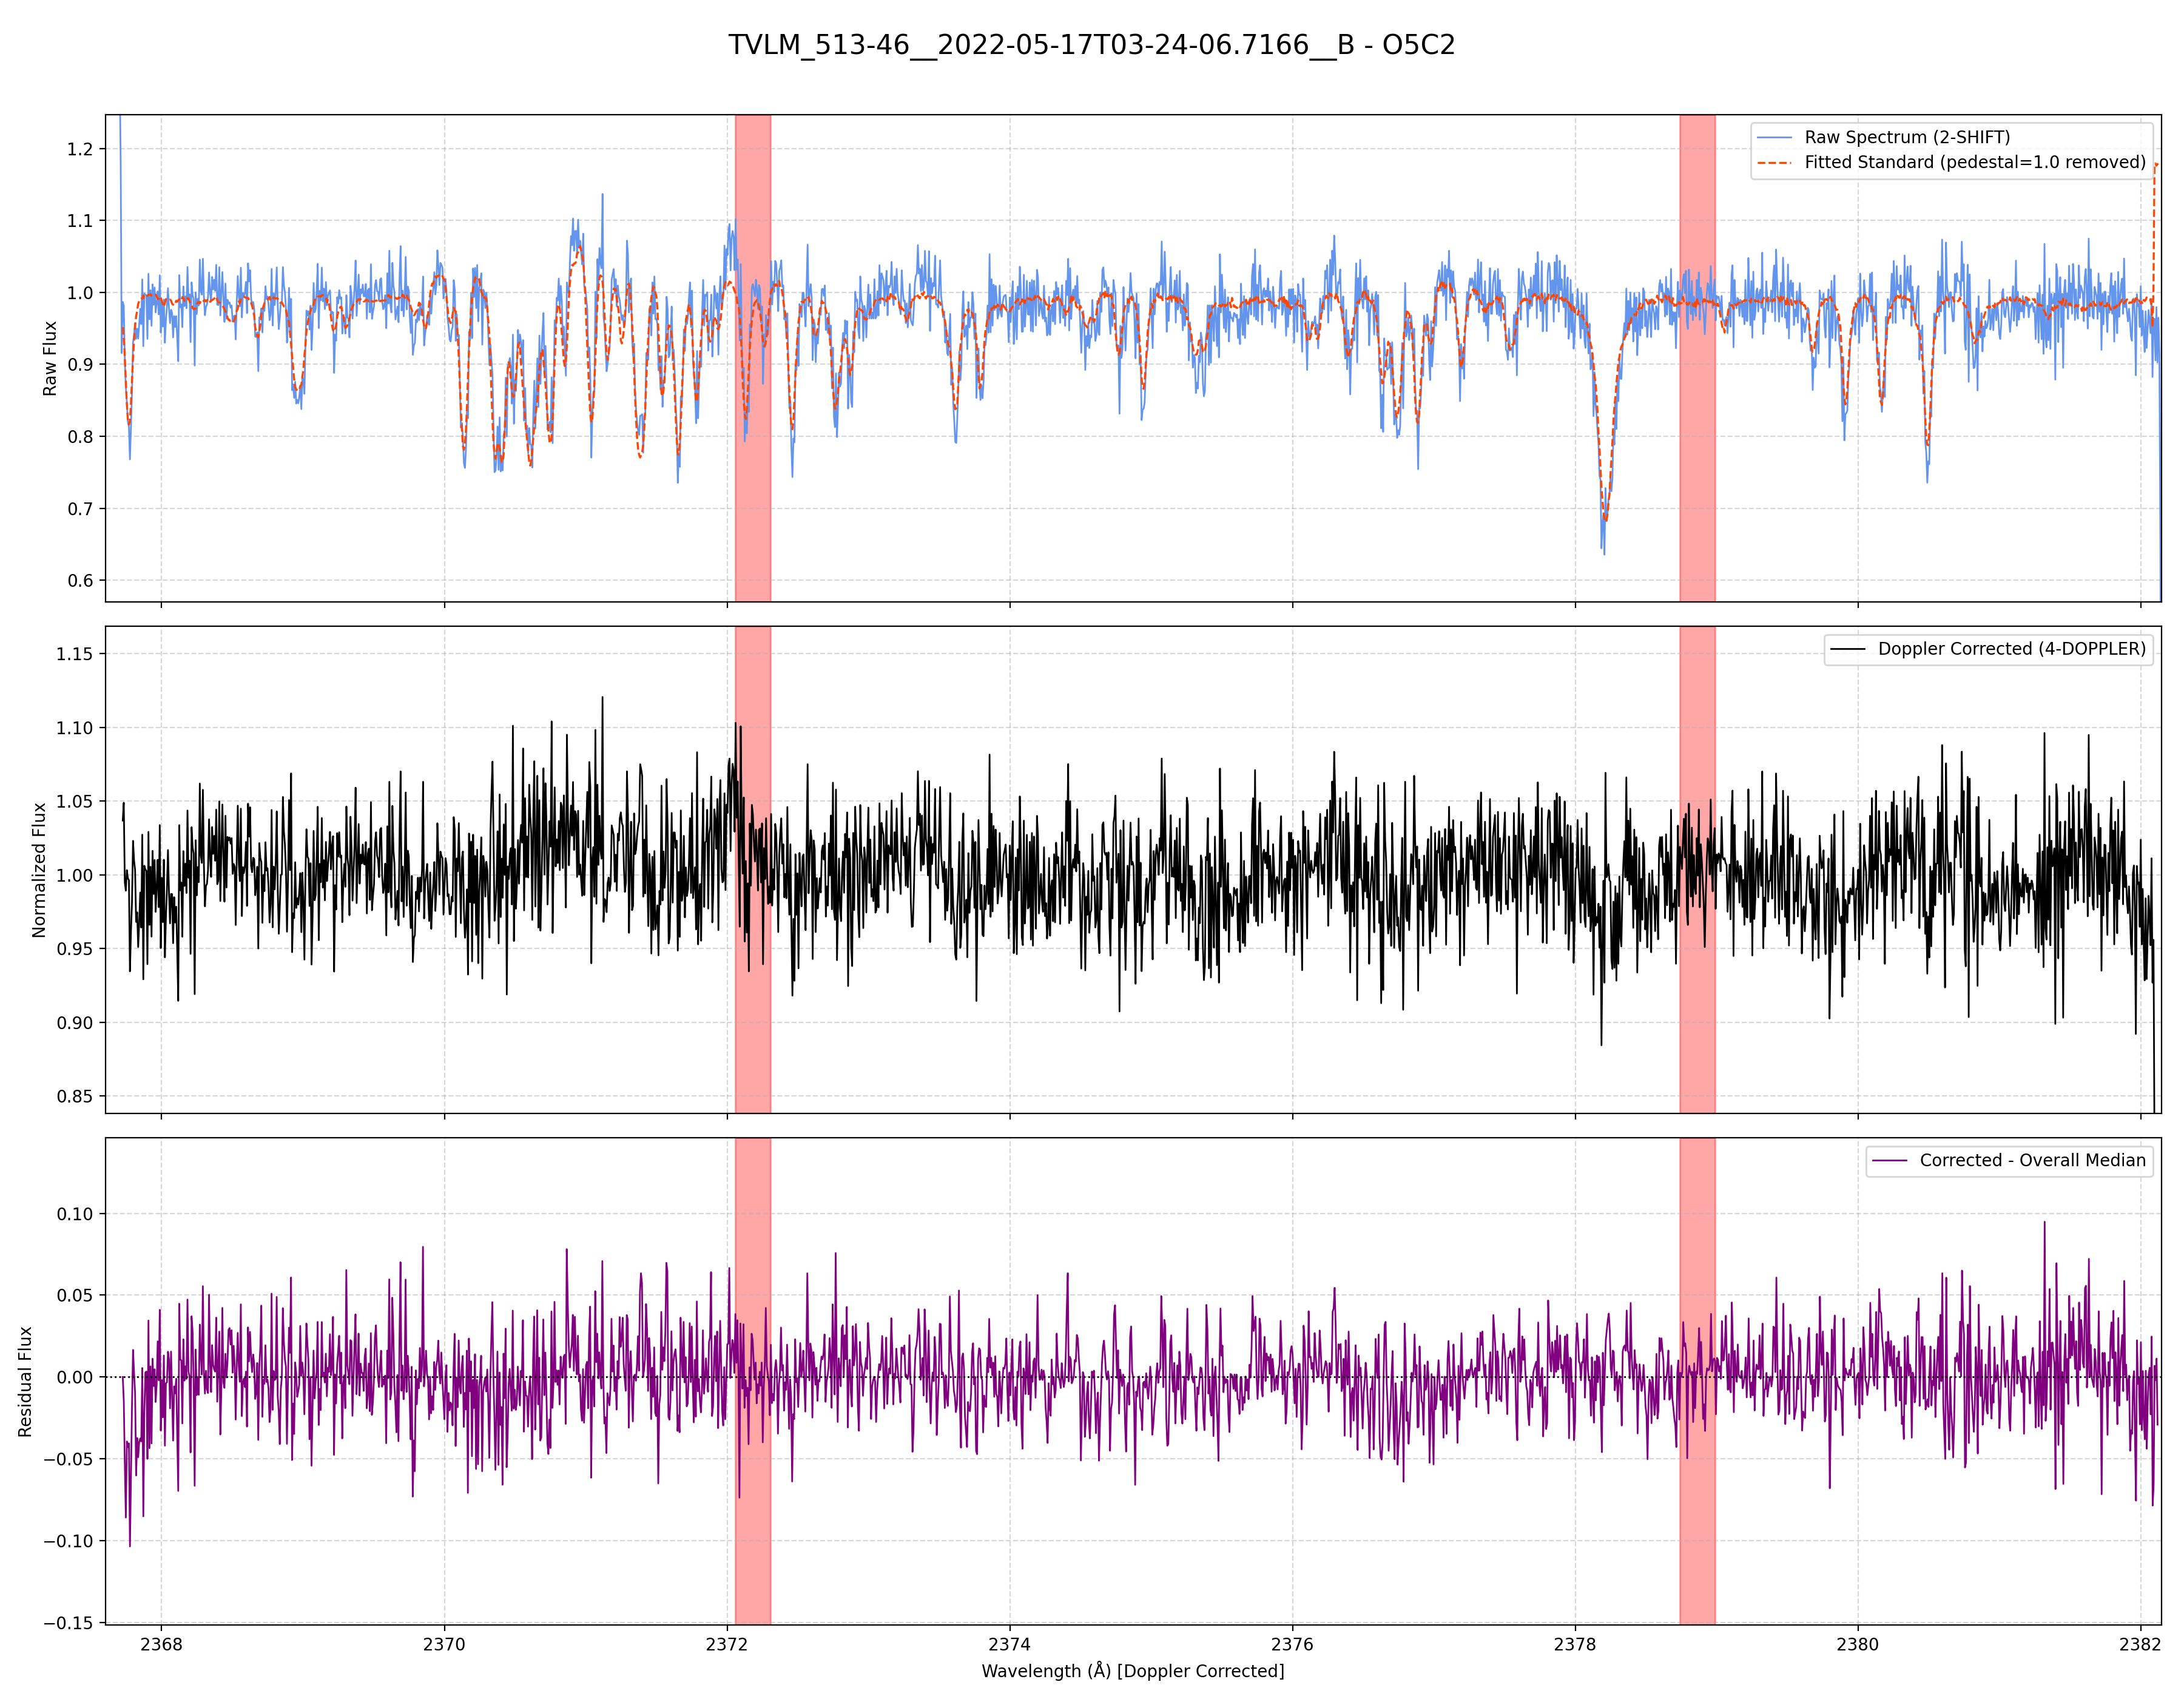 TVLM_513-46__2022-05-17T03-24-06.7166__B - O5C2
Raw Flux
1.2
1.1
1.0
0.9
0.8
0.7
0.6
Raw Spectrum (2-SHIFT)
Fitted Standard (pedestal=1.0 removed)
Normalized Flux
1.15
1.10
1.05
1.00
0.95
0.90
0.85
Doppler Corrected (4-DOPPLER)
Residual Flux
0.10
0.05
0.00
−0.05
−0.10
−0.15
Corrected - Overall Median
2368 2370 2372 2374 2376 2378 2380 2382
Wavelength (Å) [Doppler Corrected]